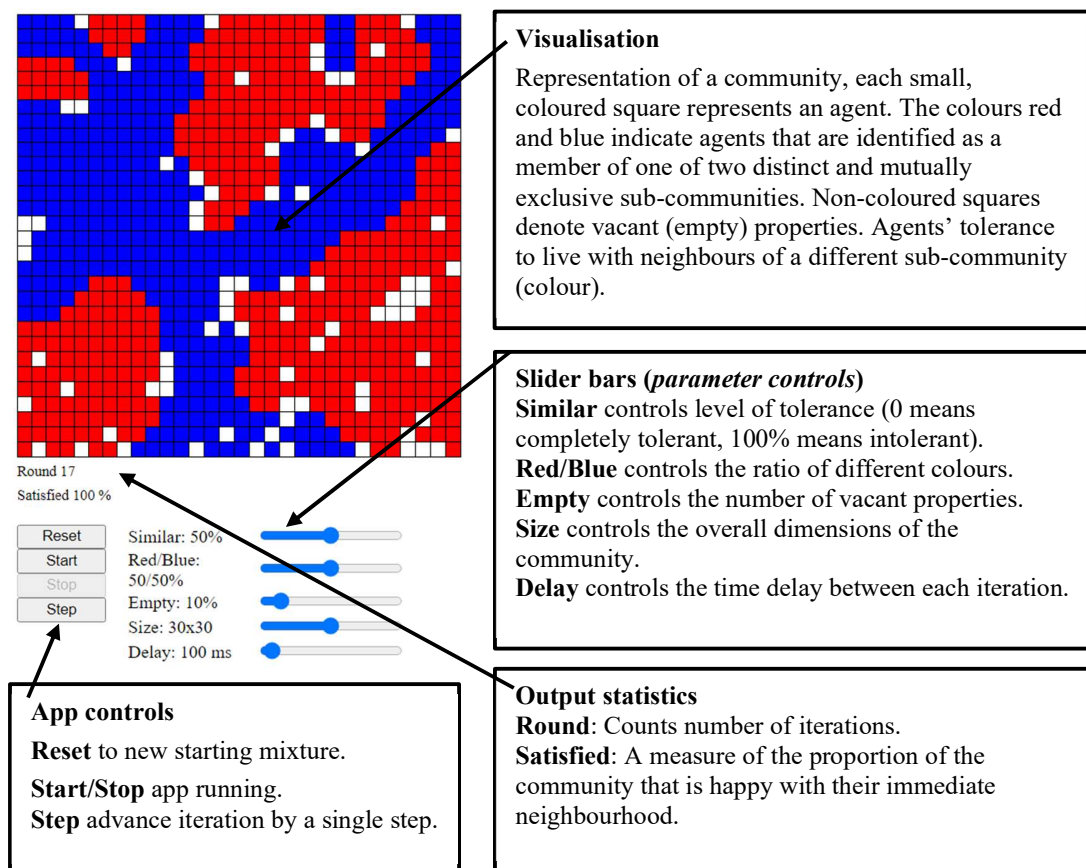 Visualisation
Representation of a community, each small,
coloured square represents an agent. The colours red
and blue indicate agents that are identified as a
member of one of two distinct and mutually
exclusive sub-communities. Non-coloured squares
denote vacant (empty) properties. Agents’ tolerance
to live with neighbours of a different sub-community
(colour).
Slider bars (parameter controls)
Similar controls level of tolerance (0 means
completely tolerant, 100% means intolerant).
Red/Blue controls the ratio of different colours.
Empty controls the number of vacant properties.
Size controls the overall dimensions of the
community.
Delay controls the time delay between each iteration.
Round 17
Satisfied 100 %
Reset
Start
Stop
Step
Similar: 50%
Red/Blue:
50/50%
Empty: 10%
Size: 30x30
Delay: 100 ms
App controls
Reset to new starting mixture.
Start/Stop app running.
Step advance iteration by a single step.
Output statistics
Round: Counts number of iterations.
Satisfied: A measure of the proportion of the
community that is happy with their immediate
neighbourhood.